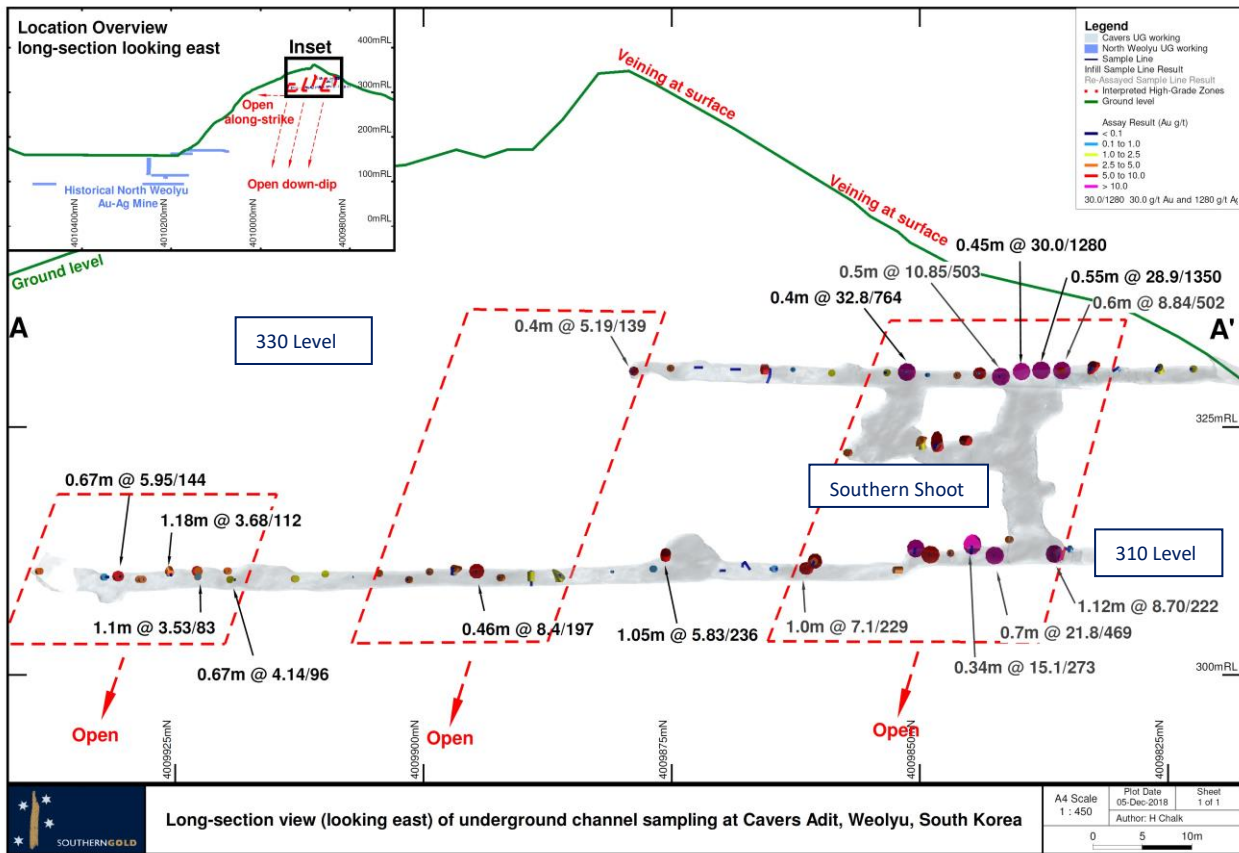 Location Overview
long-section looking east
Inset
400mRL
300mRL
200mRL
100mRL
0mRL
Open
along-strike
Open down-dip
Historical North Weolyu
Au-Ag Mine
4010400mN
4010200mN
4010000mN
4009800mN
Legend
Cavers UG working
North Weolyu UG working
Sample Line
Infill Sample Line Result
Re-Assayed Sample Line Result
Interpreted High-Grade Zones
Ground level
Assay Result (Au g/t)
< 0.1
0.1 to 1.0
1.0 to 2.5
2.5 to 5.0
5.0 to 10.0
> 10.0
30.0/1280 30.0 g/t Au and 1280 g/t Ag
Veining at surface
Veining at surface
Ground level
0.45m @ 30.0/1280
0.5m @ 10.85/503
0.55m @ 28.9/1350
0.4m @ 32.8/764
0.6m @ 8.84/502
A
330 Level
0.4m @ 5.19/139
A'
325mRL
0.67m @ 5.95/144
1.18m @ 3.68/112
Southern Shoot
310 Level
1.1m @ 3.53/83
0.67m @ 4.14/96
0.46m @ 8.4/197
1.05m @ 5.83/236
1.0m @ 7.1/229
1.12m @ 8.70/222
0.7m @ 21.8/469
0.34m @ 15.1/273
300mRL
Open
Open
Open
4009925mN
4009900mN
4009875mN
4009850mN
4009825mN
SOUTHERNGOLD
Long-section view (looking east) of underground channel sampling at Cavers Adit, Weolyu, South Korea
A4 Scale
1 : 450
Plot Date
05-Dec-2018
Sheet
1 of 1
Author: H Chalk
0 5 10m